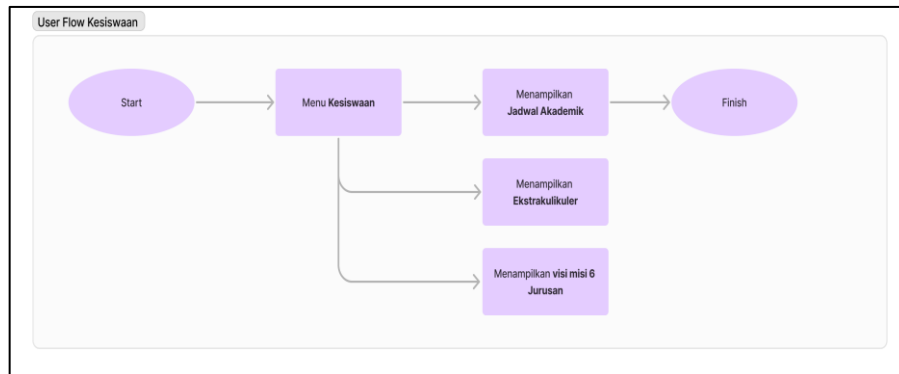 User Flow Kesiswaan
Start
Menu Kesiswaan
Menampilkan
Jadwal Akademik
Finish
Menampilkan
Ekstrakulikuler
Menampilkan visi misi 6
Jurusan